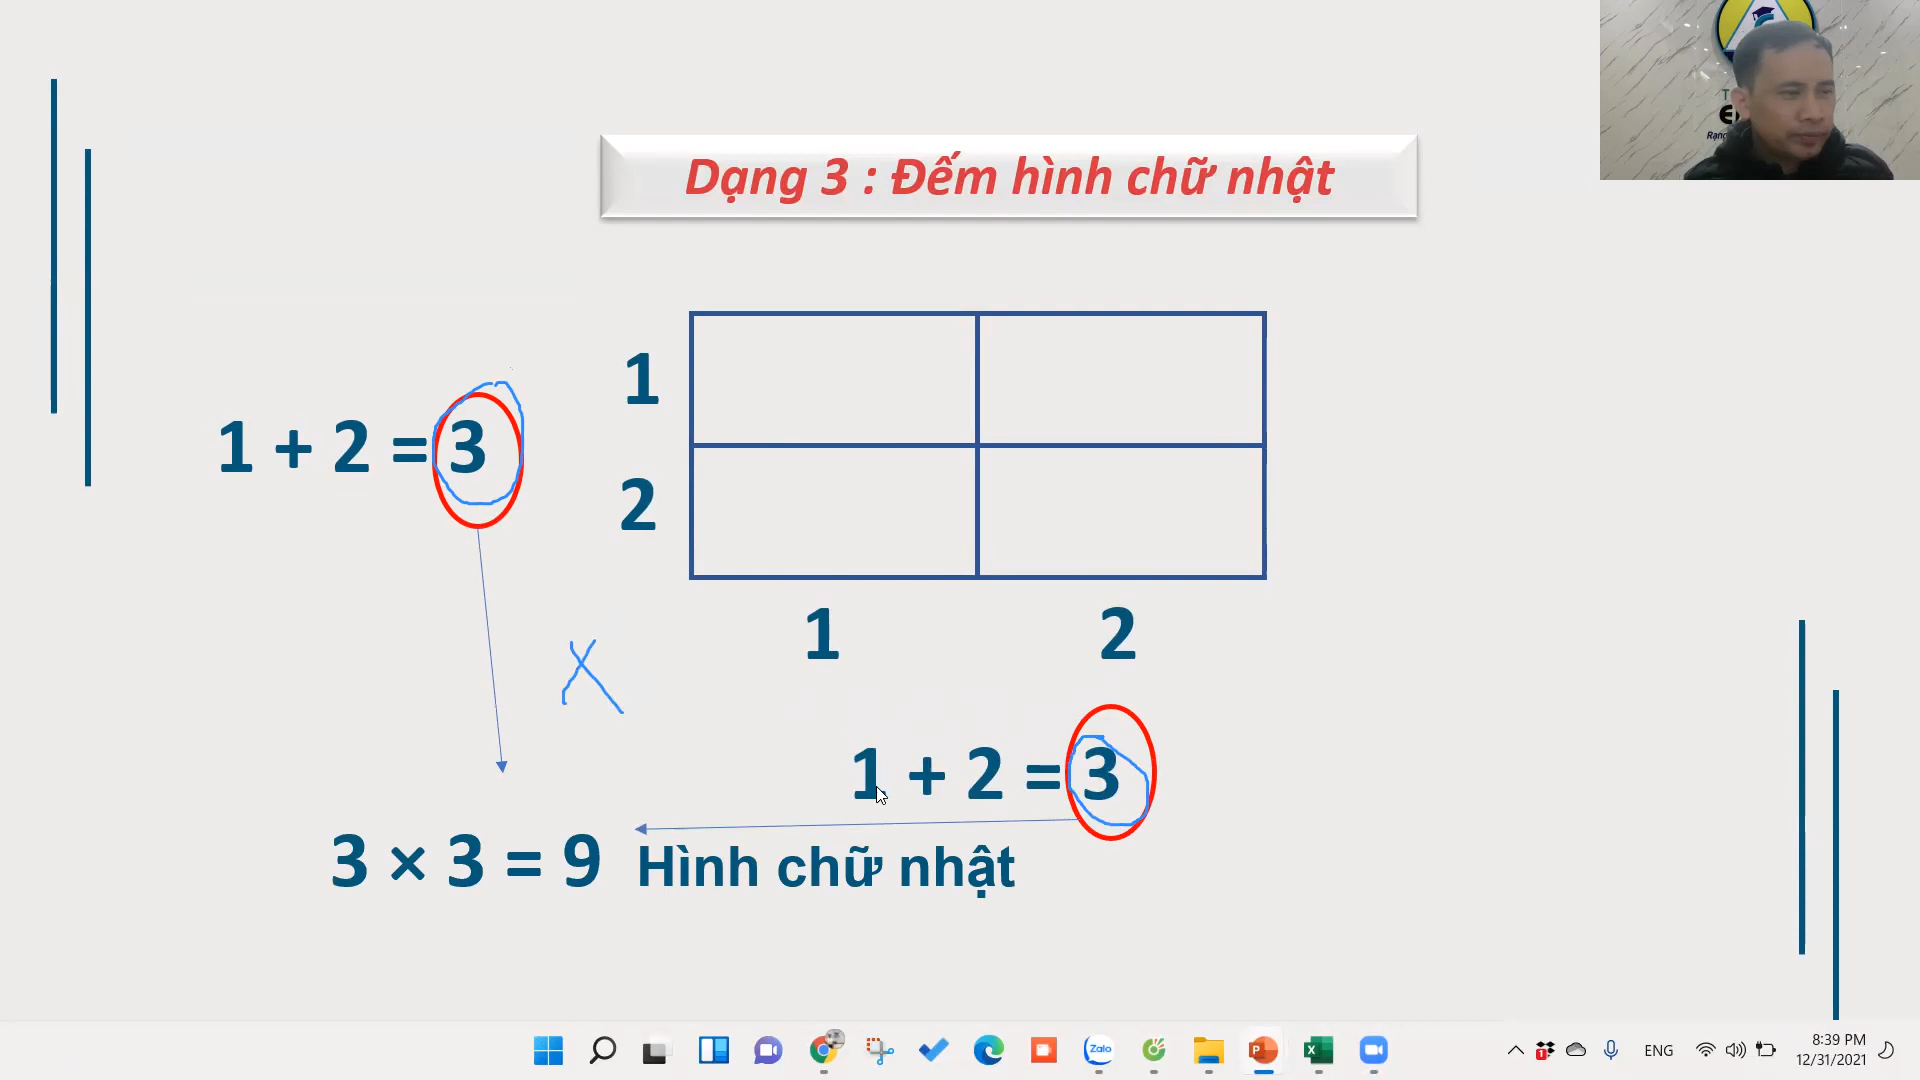 Dạng 3 : Đếm hình chữ nhật
1
1 + 2 = 3
2
1 2
X
1 + 2 = 3
3 × 3 = 9 Hình chữ nhật
Zalo
ENG
8:39 PM
12/31/2021